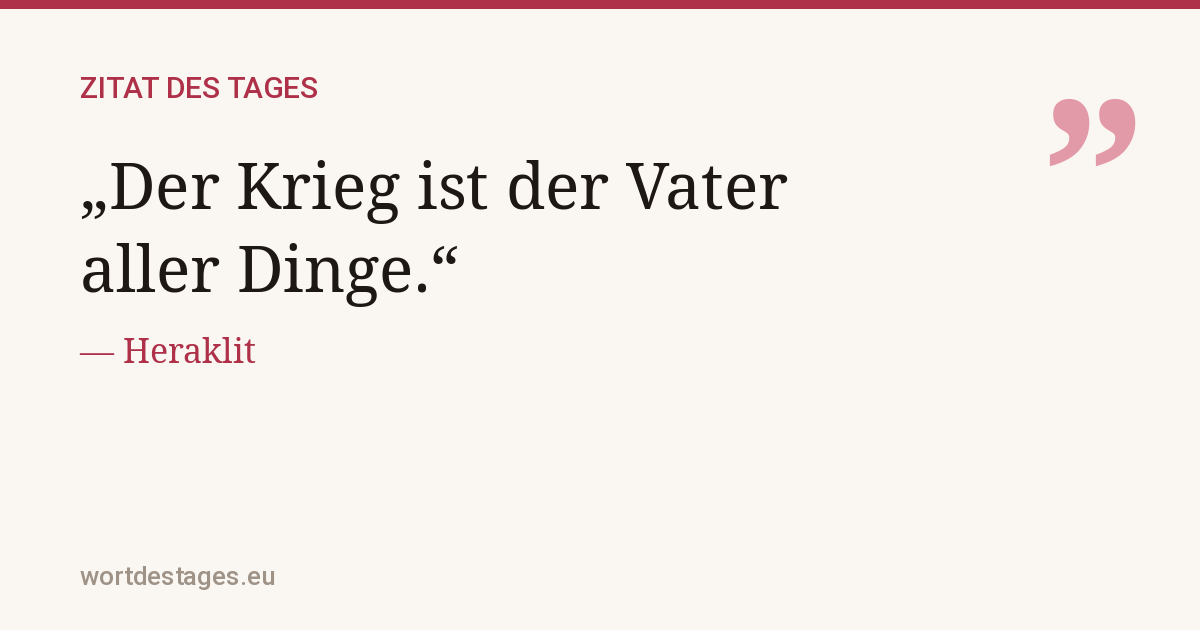 ZITAT DES TAGES
”
„Der Krieg ist der Vater
aller Dinge.“
— Heraklit
wortdestages.eu